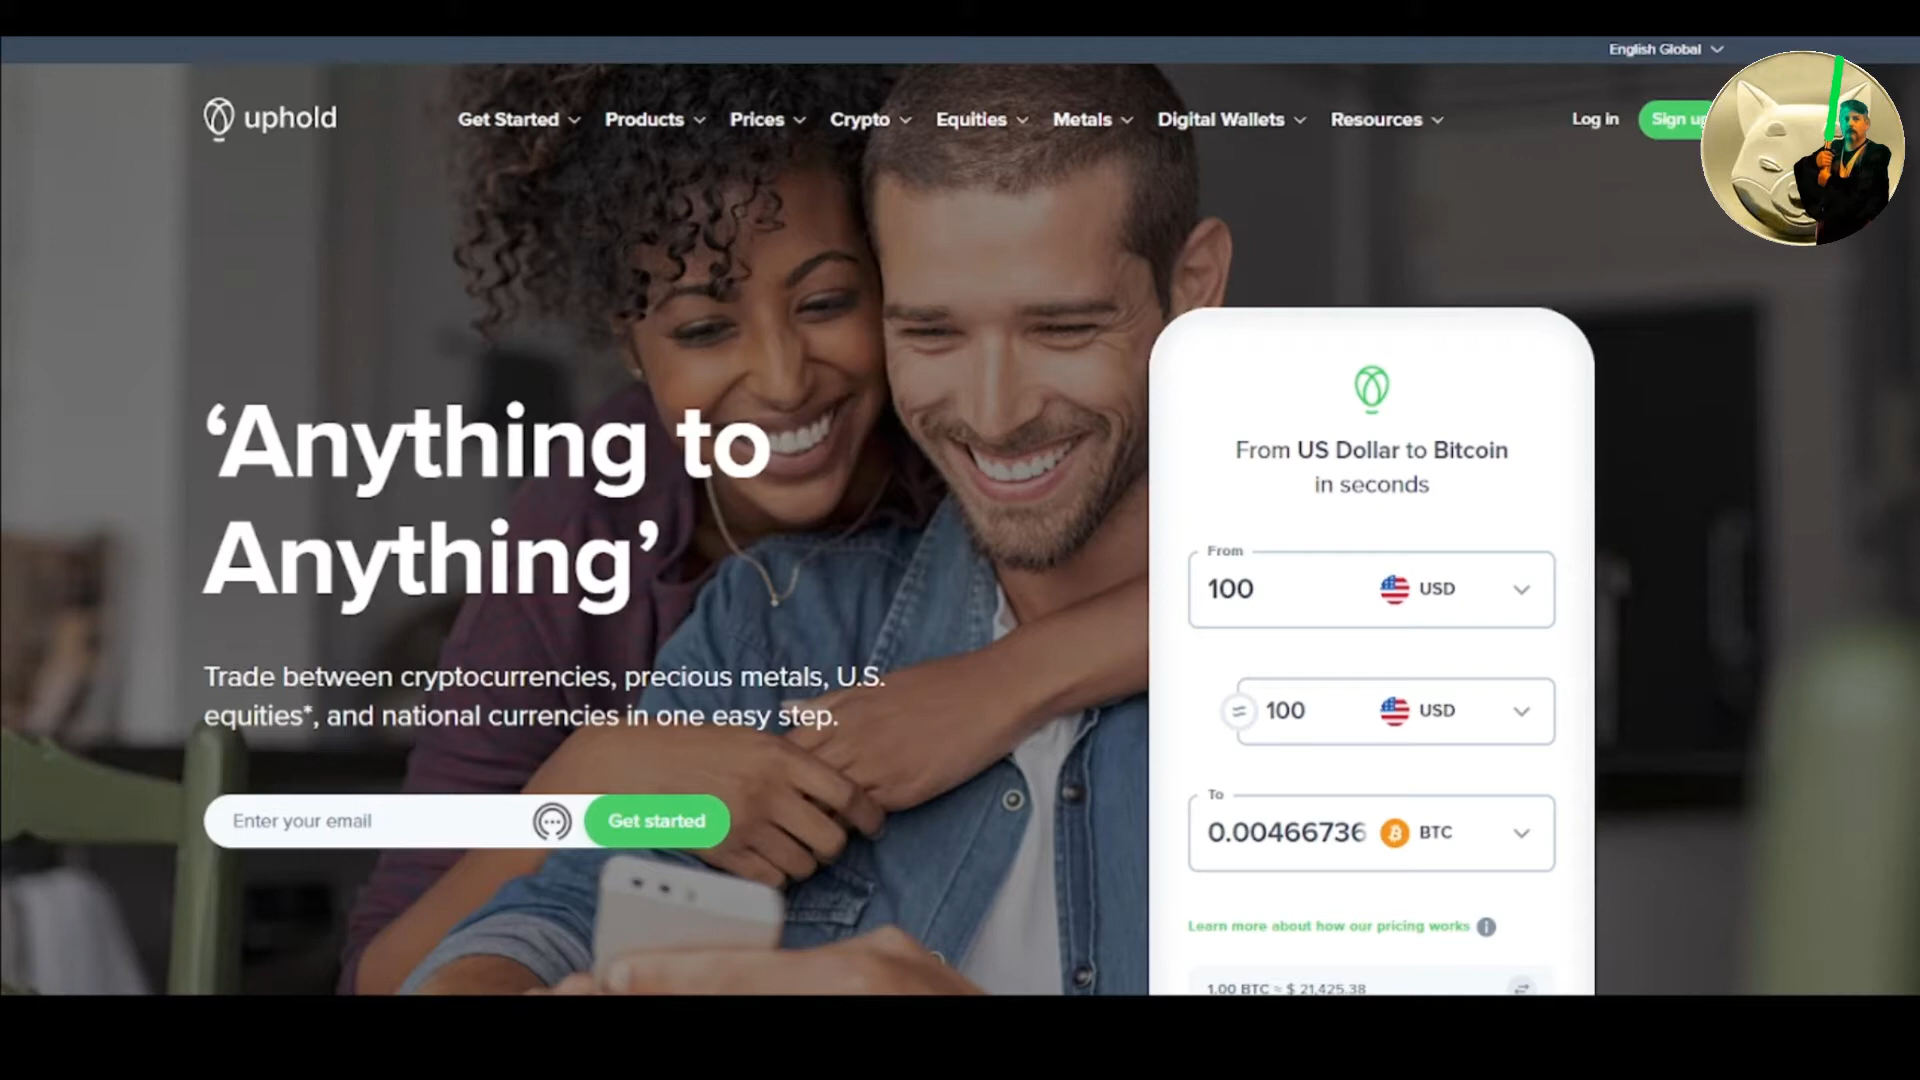 English Global
uphold
Get Started
Products
Prices
Crypto
Equities
Metals
Digital Wallets
Resources
Log in
Sign up
'Anything to
Anything'
Trade between cryptocurrencies, precious metals, U.S.
equities*, and national currencies in one easy step.
Enter your email
Get started
From US Dollar to Bitcoin
in seconds
From
100 USD
≈ 100 USD
To
0.00466736 BTC
Learn more about how our pricing works
1.00 BTC ≈ $ 21,425.38